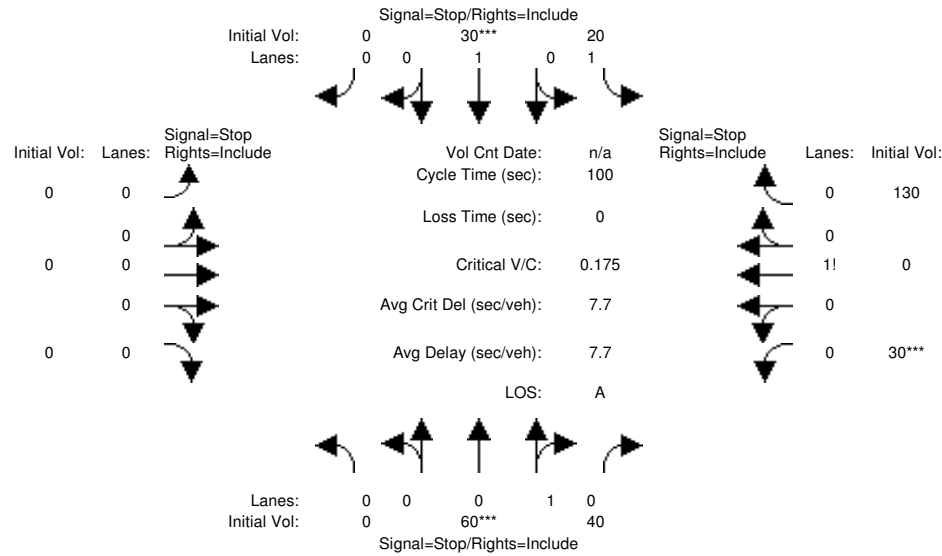 Signal=Stop/Rights=Include
Initial Vol: 0 30*** 20
Lanes: 0 0 1 0 1
Signal=Stop
Initial Vol: Lanes: Rights=Include
Vol Cnt Date: n/a
Signal=Stop
Rights=Include Lanes: Initial Vol:
Cycle Time (sec): 100
0 0
0 130
Loss Time (sec): 0
0
0
0 0
Critical V/C: 0.175
1! 0
0
Avg Crit Del (sec/veh): 7.7
0
0 0
Avg Delay (sec/veh): 7.7
0 30***
LOS: A
Lanes: 0 0 0 1 0
Initial Vol: 0 60*** 40
Signal=Stop/Rights=Include